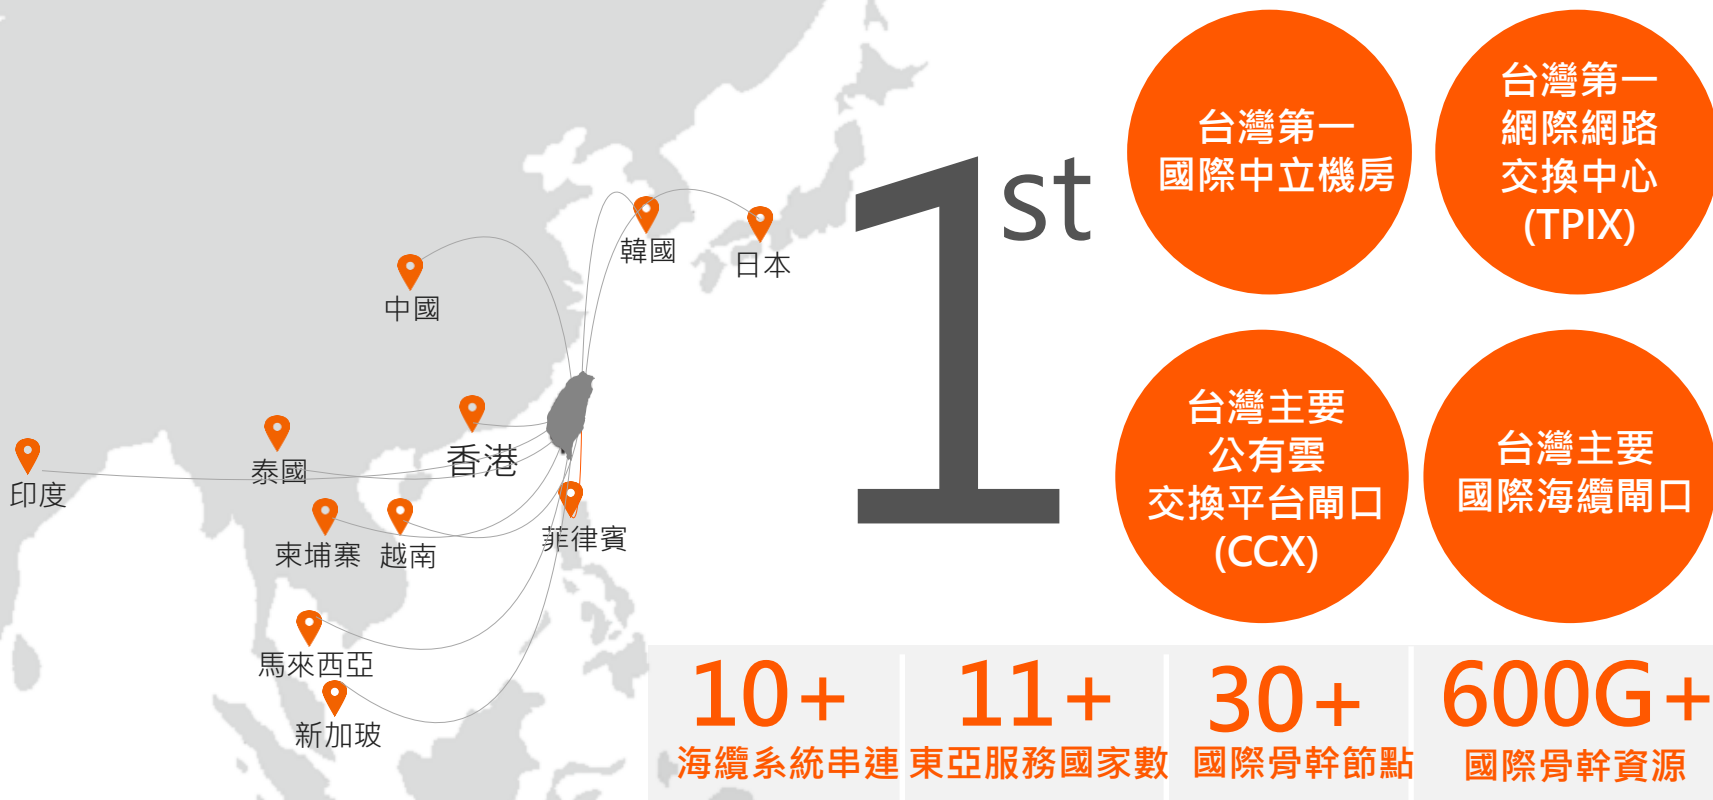 韓國
日本
中國
香港
泰國
印度
菲律賓
柬埔寨
越南
馬來西亞
新加玻
1st
台灣第一
國際中立機房
台灣第一
網際網路
交換中心
(TPIX)
台灣主要
公有雲
交換平台閘口
(CCX)
台灣主要
國際海纜閘口
10+
海纜系統串連
11+
東亞服務國家數
30+
國際骨幹節點
600G+
國際骨幹資源